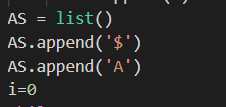 AS = list()
AS.append('$')
AS.append('A')
i=0